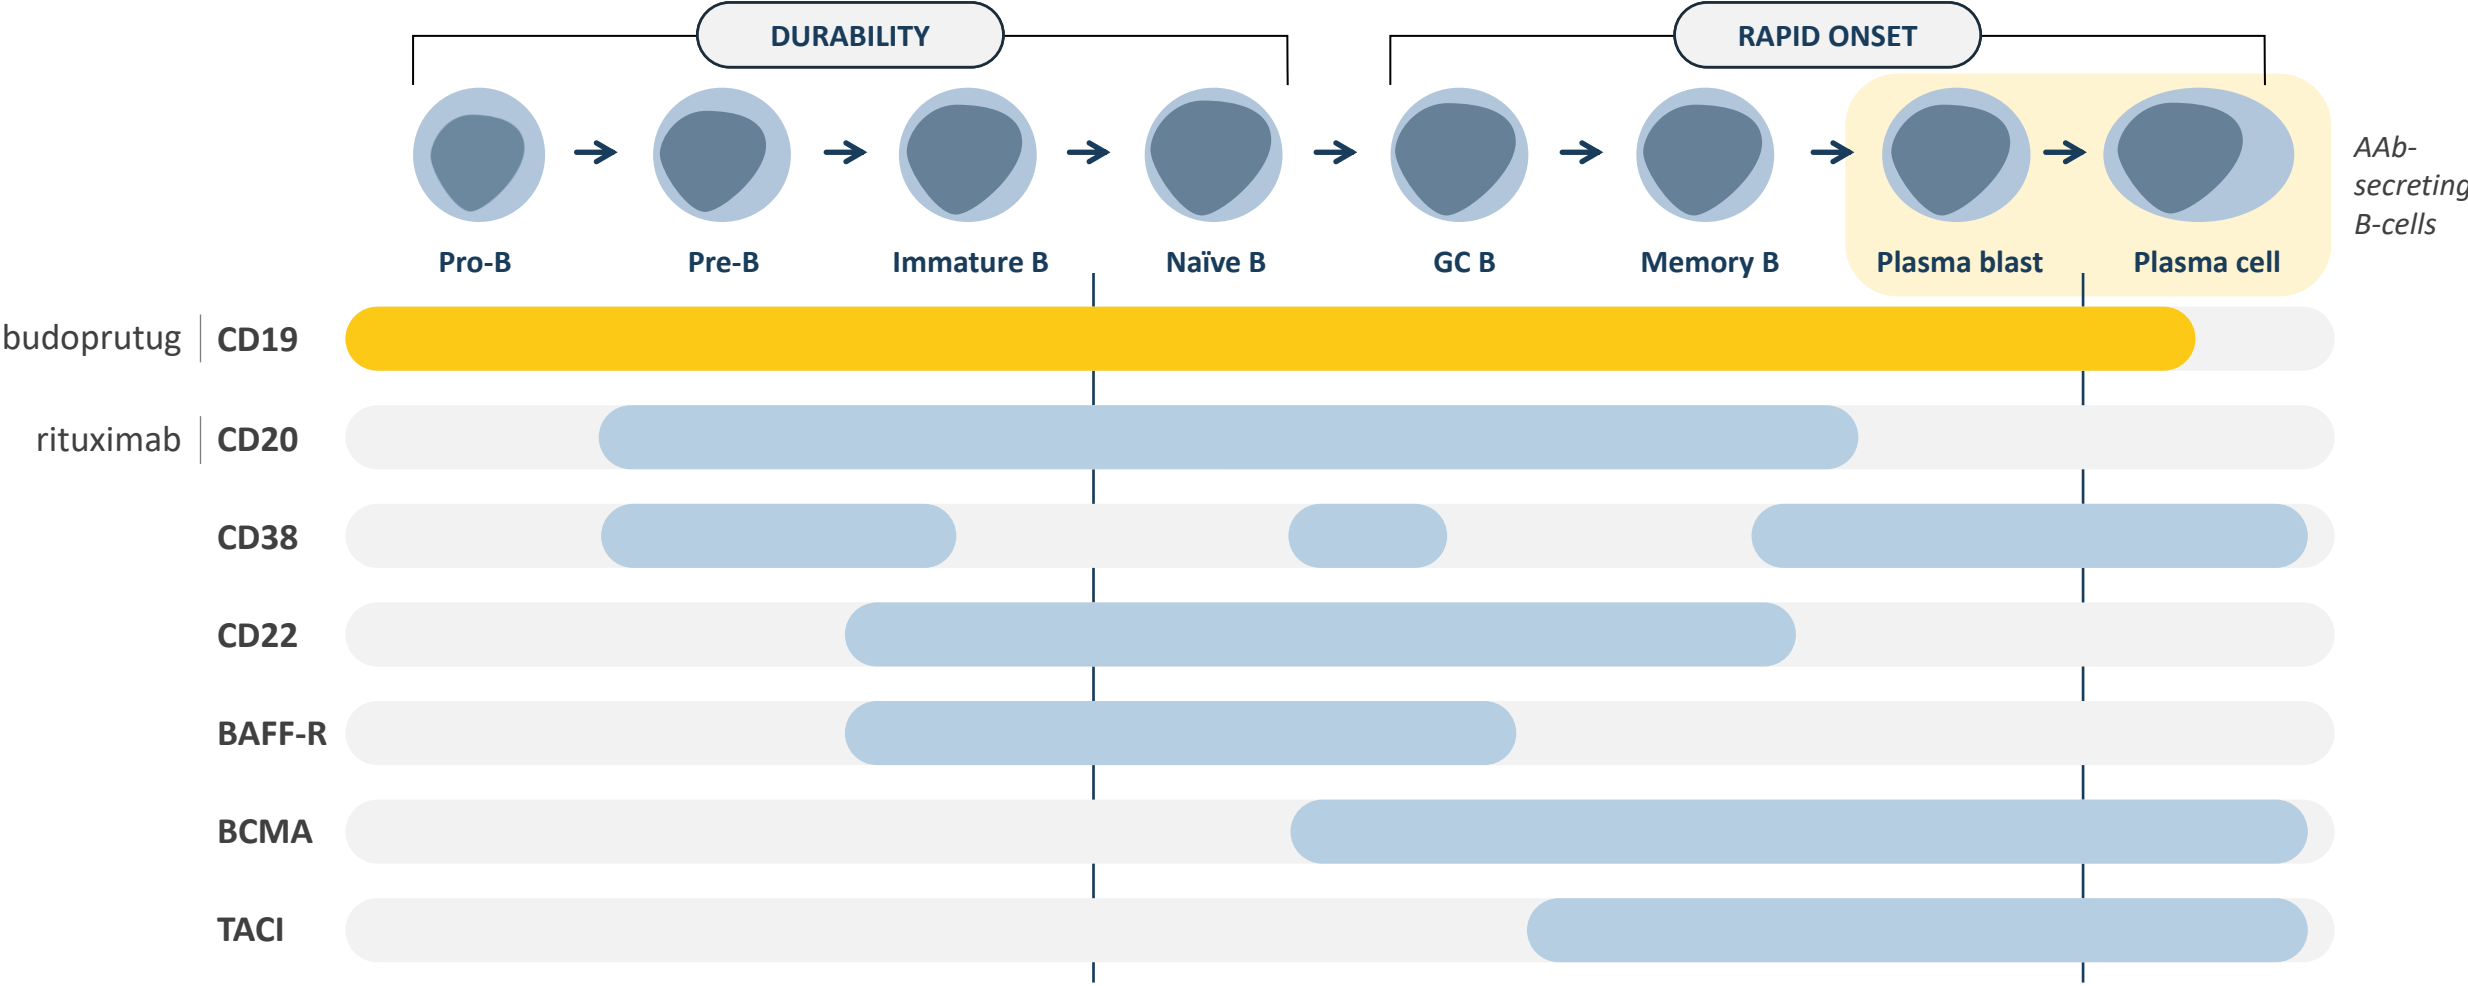 DURABILITY
RAPID ONSET
AAb-
secreting
B-cells
Pro-B
Pre-B
Immature B
Naïve B
GC B
Memory B
Plasma blast
Plasma cell
budoprutug CD19
rituximab CD20
CD38
CD22
BAFF-R
BCMA
TACI